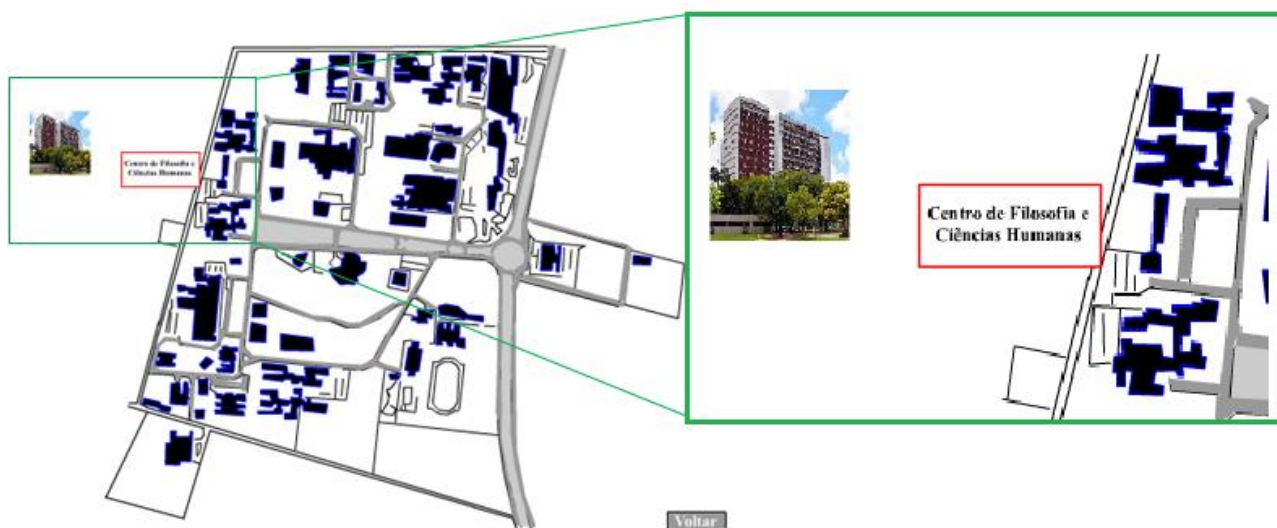 Centro de Filosofia e
Ciências Humanas
Centro de Filosofia e
Ciências Humanas
Voltar